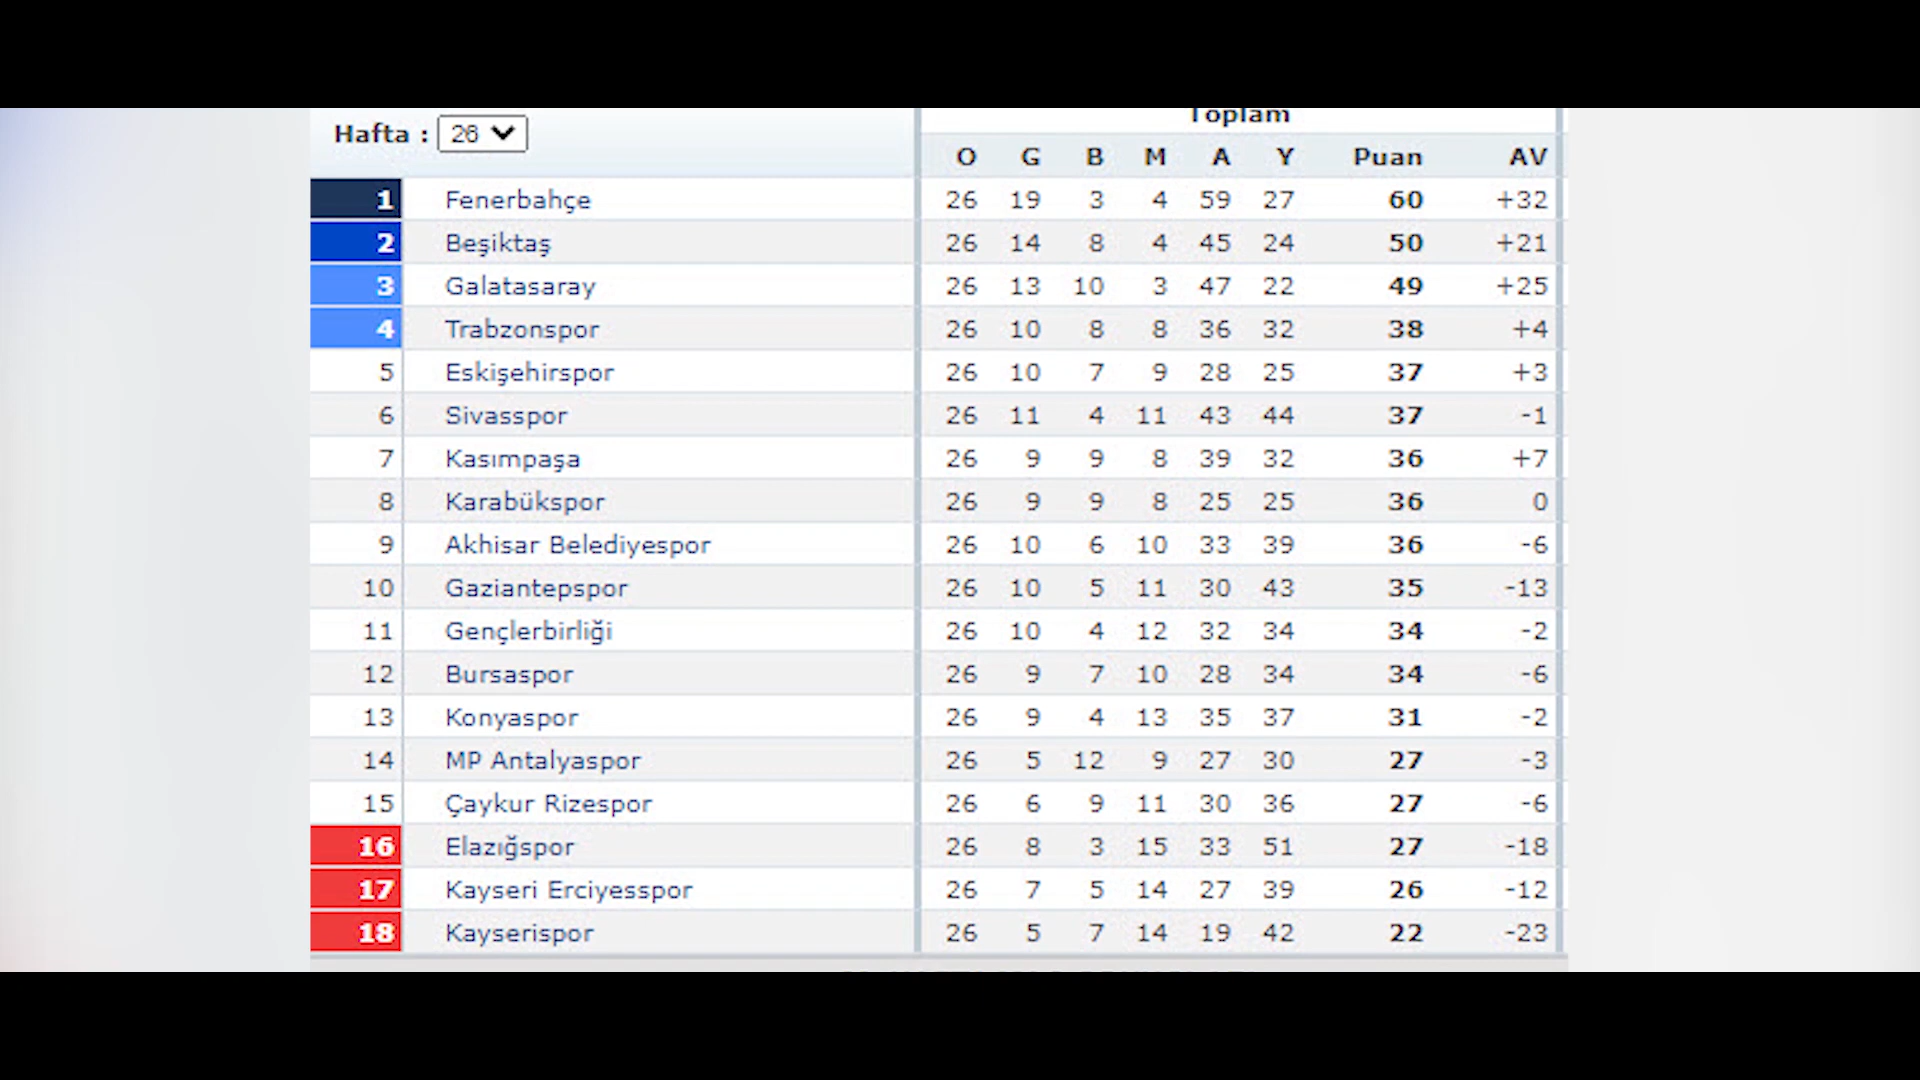 Toplam
Hafta : 26
O G B M A Y Puan AV
1 Fenerbahçe 26 19 3 4 59 27 60 +32
2 Beşiktaş 26 14 8 4 45 24 50 +21
3 Galatasaray 26 13 10 3 47 22 49 +25
4 Trabzonspor 26 10 8 8 36 32 38 +4
5 Eskişehirspor 26 10 7 9 28 25 37 +3
6 Sivasspor 26 11 4 11 43 44 37 -1
7 Kasımpaşa 26 9 9 8 39 32 36 +7
8 Karabükspor 26 9 9 8 25 25 36 0
9 Akhisar Belediyespor 26 10 6 10 33 39 36 -6
10 Gaziantepspor 26 10 5 11 30 43 35 -13
11 Gençlerbirliği 26 10 4 12 32 34 34 -2
12 Bursaspor 26 9 7 10 28 34 34 -6
13 Konyaspor 26 9 4 13 35 37 31 -2
14 MP Antalyaspor 26 5 12 9 27 30 27 -3
15 Çaykur Rizespor 26 6 9 11 30 36 27 -6
16 Elazığspor 26 8 3 15 33 51 27 -18
17 Kayseri Erciyesspor 26 7 5 14 27 39 26 -12
18 Kayserispor 26 5 7 14 19 42 22 -23